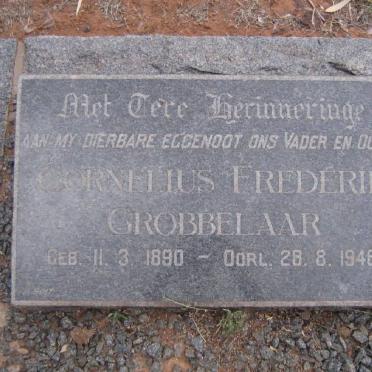 Met Tere Herinneringe
AAN MY DIERBARE EGGENOOT ONS VADER EN OU
CORNELIUS FREDERI
GROBBELAAR
GEB. 11. 3 1890 – OORL. 28. 8. 1948